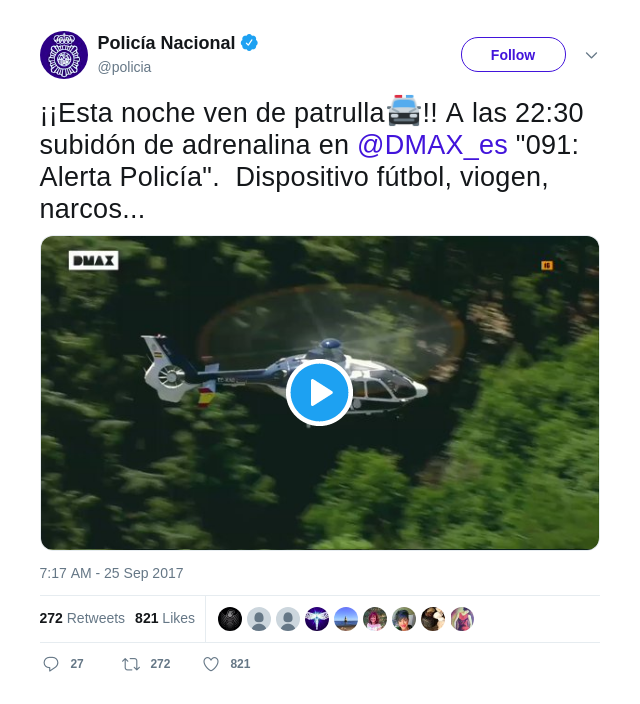 Policía Nacional
@policia
Follow
¡¡Esta noche ven de patrulla🚔!! A las 22:30
subidón de adrenalina en @DMAX_es "091:
Alerta Policía".  Dispositivo fútbol, viogen,
narcos...
DMAX
7:17 AM - 25 Sep 2017
272 Retweets 821 Likes
27 272 821